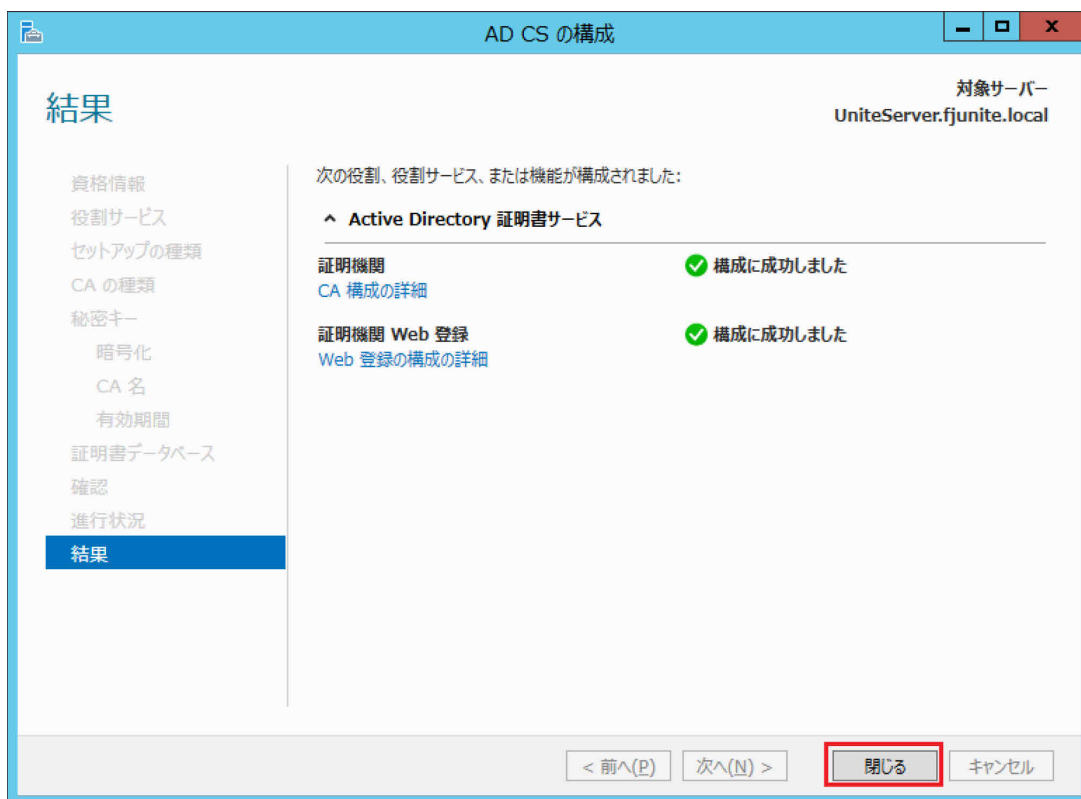 AD CS の構成
結果
対象サーバー
UniteServer.fjunite.local
資格情報
役割サービス
セットアップの種類
CA の種類
秘密キー
暗号化
CA 名
有効期間
証明書データベース
確認
進行状況
結果
次の役割、役割サービス、または機能が構成されました:
Active Directory 証明書サービス
証明機関
構成に成功しました
CA 構成の詳細
証明機関 Web 登録
構成に成功しました
Web 登録の構成の詳細
< 前へ(P)
次へ(N) >
閉じる
キャンセル